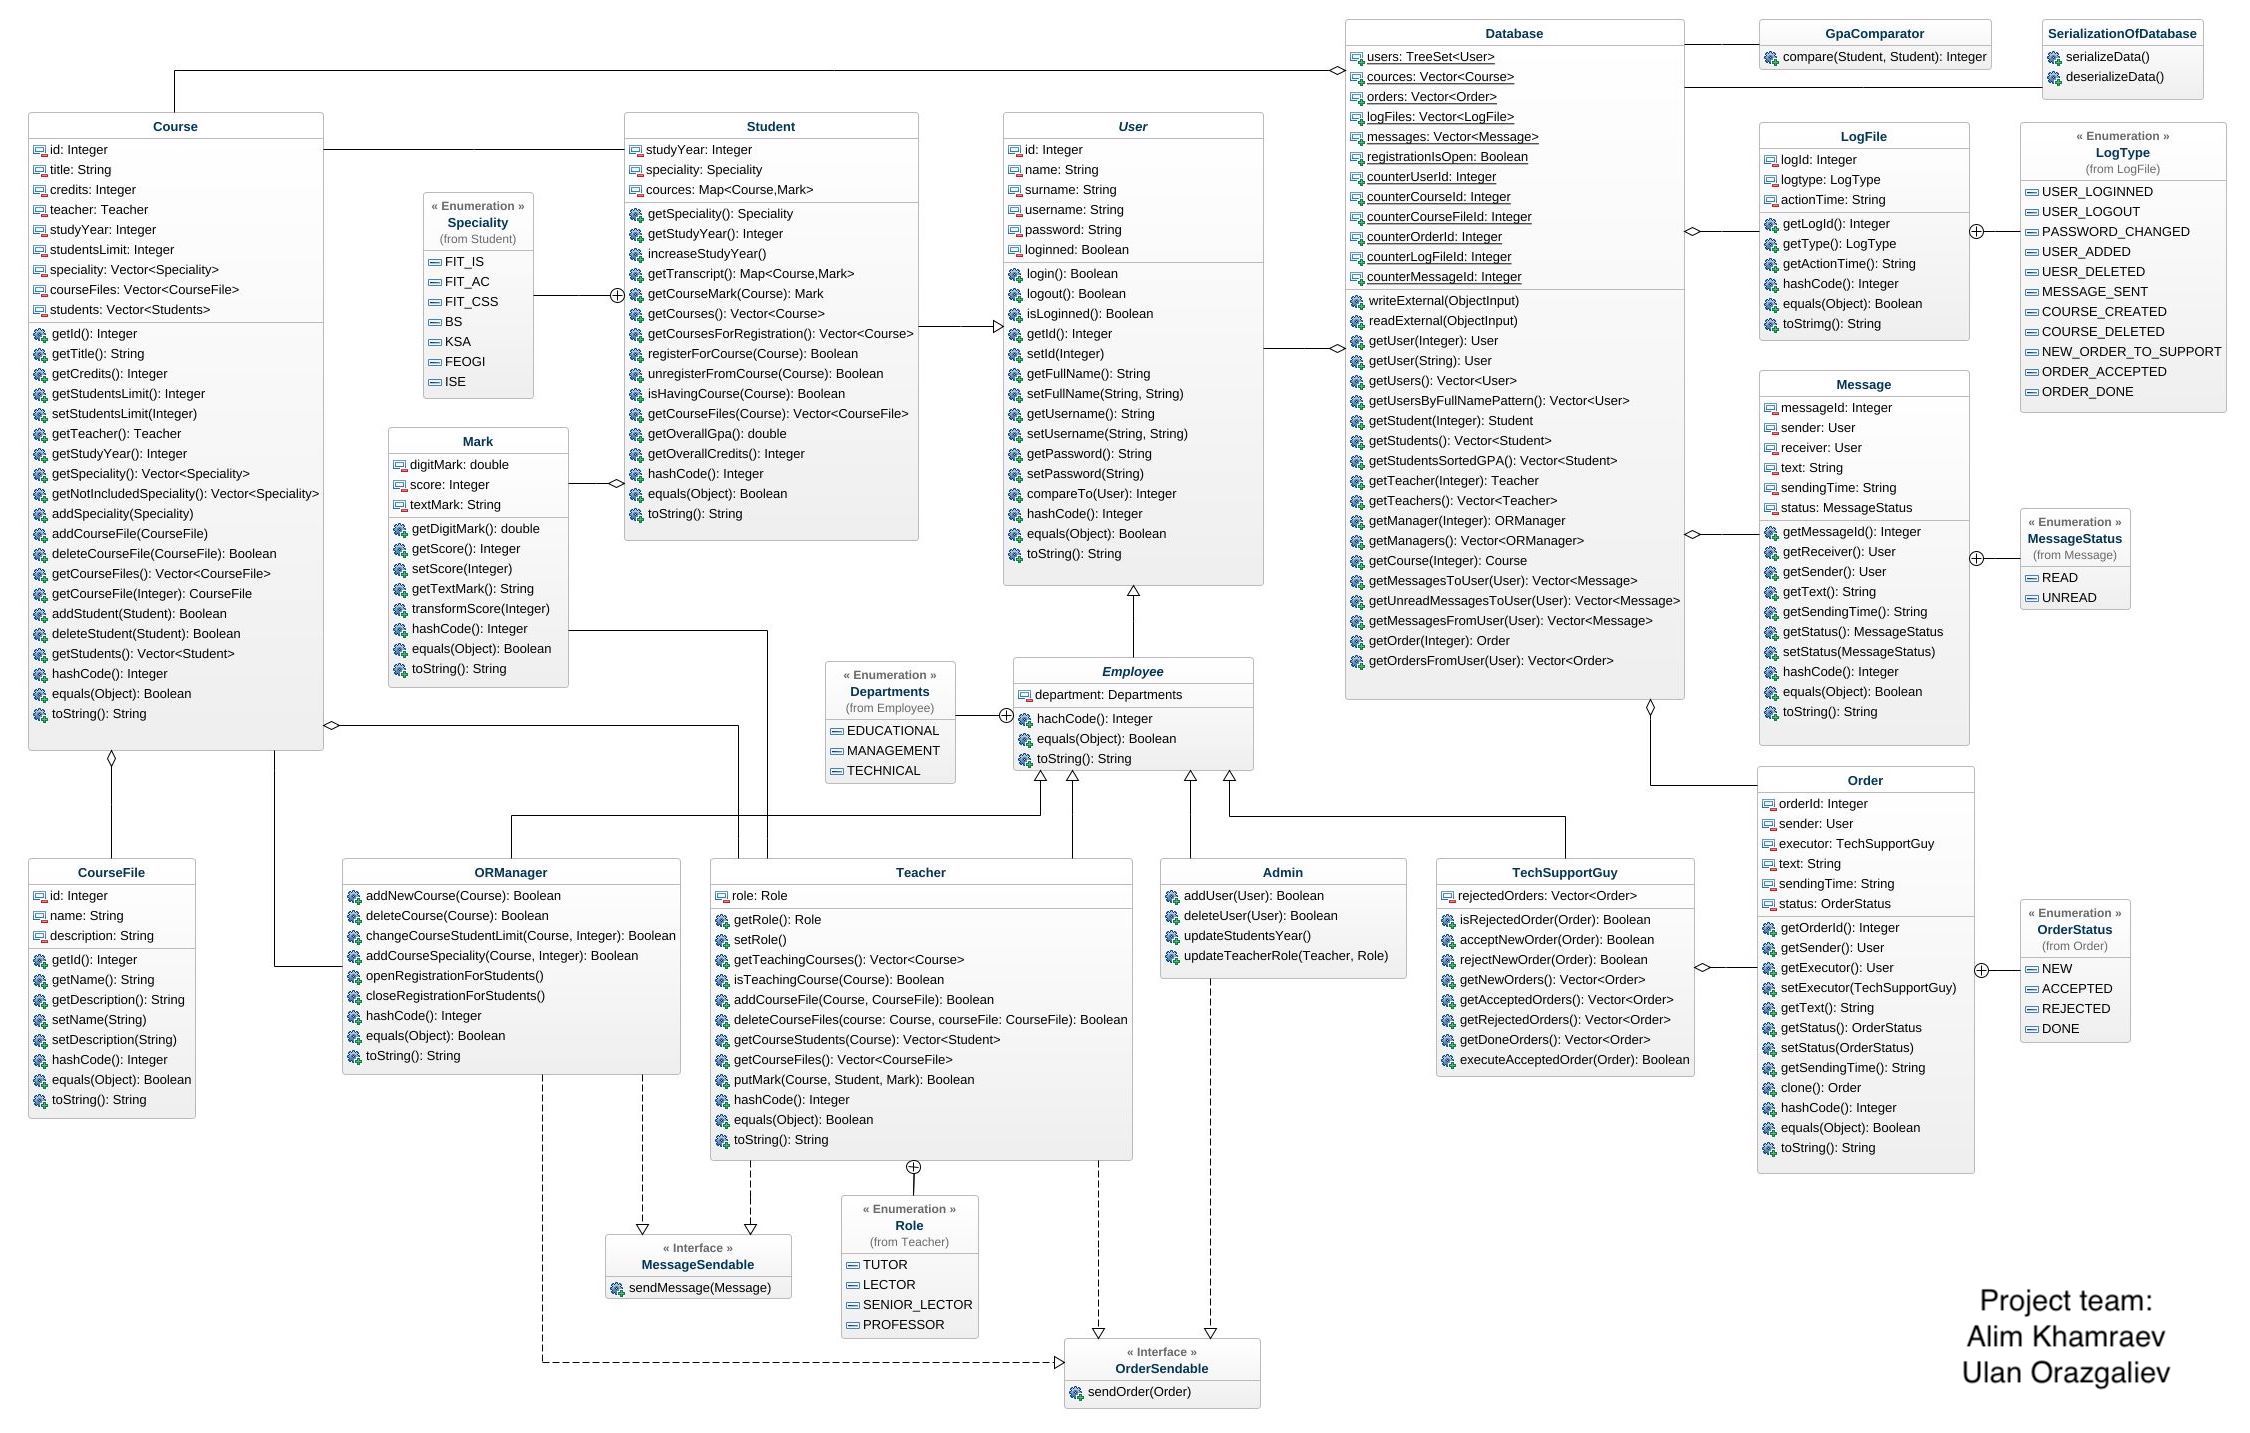 Course
id: Integer
title: String
credits: Integer
teacher: Teacher
studyYear: Integer
studentsLimit: Integer
speciality: Vector<Speciality>
courseFiles: Vector<CourseFile>
students: Vector<Students>
getId(): Integer
getTitle(): String
getCredits(): Integer
getStudentsLimit(): Integer
setStudentsLimit(Integer)
getTeacher(): Teacher
getStudyYear(): Integer
getSpeciality(): Vector<Speciality>
getNotIncludedSpeciality(): Vector<Speciality>
addSpeciality(Speciality)
addCourseFile(CourseFile)
deleteCourseFile(CourseFile): Boolean
getCourseFiles(): Vector<CourseFile>
getCourseFile(Integer): CourseFile
addStudent(Student): Boolean
deleteStudent(Student): Boolean
getStudents(): Vector<Student>
hashCode(): Integer
equals(Object): Boolean
toString(): String
« Enumeration »
Speciality
(from Student)
FIT_IS
FIT_AC
FIT_CSS
BS
KSA
FEOGI
ISE
Mark
digitMark: double
score: Integer
textMark: String
getDigitMark(): double
getScore(): Integer
setScore(Integer)
getTextMark(): String
transformScore(Integer)
hashCode(): Integer
equals(Object): Boolean
toString(): String
Student
studyYear: Integer
speciality: Speciality
cources: Map<Course,Mark>
getSpeciality(): Speciality
getStudyYear(): Integer
increaseStudyYear()
getTranscript(): Map<Course,Mark>
getCourseMark(Course): Mark
getCourses(): Vector<Course>
getCoursesForRegistration(): Vector<Course>
registerForCourse(Course): Boolean
unregisterFromCourse(Course): Boolean
isHavingCourse(Course): Boolean
getCourseFiles(Course): Vector<CourseFile>
getOverallGpa(): double
getOverallCredits(): Integer
hashCode(): Integer
equals(Object): Boolean
toString(): String
User
id: Integer
name: String
surname: String
username: String
password: String
loginned: Boolean
login(): Boolean
logout(): Boolean
isLoginned(): Boolean
getId(): Integer
setId(Integer)
getFullName(): String
setFullName(String, String)
getUsername(): String
setUsername(String, String)
getPassword(): String
setPassword(String)
compareTo(User): Integer
hashCode(): Integer
equals(Object): Boolean
toString(): String
Database
users: TreeSet<User>
cources: Vector<Course>
orders: Vector<Order>
logFiles: Vector<LogFile>
messages: Vector<Message>
registrationIsOpen: Boolean
counterUserId: Integer
counterCourseId: Integer
counterCourseFileId: Integer
counterOrderId: Integer
counterLogFileId: Integer
counterMessageId: Integer
writeExternal(ObjectInput)
readExternal(ObjectInput)
getUser(Integer): User
getUser(String): User
getUsers(): Vector<User>
getUsersByFullNamePattern(): Vector<User>
getStudent(Integer): Student
getStudents(): Vector<Student>
getStudentsSortedGPA(): Vector<Student>
getTeacher(Integer): Teacher
getTeachers(): Vector<Teacher>
getManager(Integer): ORManager
getManagers(): Vector<ORManager>
getCourse(Integer): Course
getMessagesToUser(User): Vector<Message>
getUnreadMessagesToUser(User): Vector<Message>
getMessagesFromUser(User): Vector<Message>
getOrder(Integer): Order
getOrdersFromUser(User): Vector<Order>
GpaComparator
compare(Student, Student): Integer
SerializationOfDatabase
serializeData()
deserializeData()
LogFile
logId: Integer
logtype: LogType
actionTime: String
getLogId(): Integer
getType(): LogType
getActionTime(): String
hashCode(): Integer
equals(Object): Boolean
toStrimg(): String
« Enumeration »
LogType
(from LogFile)
USER_LOGINNED
USER_LOGOUT
PASSWORD_CHANGED
USER_ADDED
UESR_DELETED
MESSAGE_SENT
COURSE_CREATED
COURSE_DELETED
NEW_ORDER_TO_SUPPORT
ORDER_ACCEPTED
ORDER_DONE
Message
messageId: Integer
sender: User
receiver: User
text: String
sendingTime: String
status: MessageStatus
getMessageId(): Integer
getReceiver(): User
getSender(): User
getText(): String
getSendingTime(): String
getStatus(): MessageStatus
setStatus(MessageStatus)
hashCode(): Integer
equals(Object): Boolean
toString(): String
« Enumeration »
MessageStatus
(from Message)
READ
UNREAD
« Enumeration »
Departments
(from Employee)
EDUCATIONAL
MANAGEMENT
TECHNICAL
Employee
department: Departments
hachCode(): Integer
equals(Object): Boolean
toString(): String
CourseFile
id: Integer
name: String
description: String
getId(): Integer
getName(): String
getDescription(): String
setName(String)
setDescription(String)
hashCode(): Integer
equals(Object): Boolean
toString(): String
ORManager
addNewCourse(Course): Boolean
deleteCourse(Course): Boolean
changeCourseStudentLimit(Course, Integer): Boolean
addCourseSpeciality(Course, Integer): Boolean
openRegistrationForStudents()
closeRegistrationForStudents()
hashCode(): Integer
equals(Object): Boolean
toString(): String
Teacher
role: Role
getRole(): Role
setRole()
getTeachingCourses(): Vector<Course>
isTeachingCourse(Course): Boolean
addCourseFile(Course, CourseFile): Boolean
deleteCourseFiles(course: Course, courseFile: CourseFile): Boolean
getCourseStudents(Course): Vector<Student>
getCourseFiles(): Vector<CourseFile>
putMark(Course, Student, Mark): Boolean
hashCode(): Integer
equals(Object): Boolean
toString(): String
Admin
addUser(User): Boolean
deleteUser(User): Boolean
updateStudentsYear()
updateTeacherRole(Teacher, Role)
TechSupportGuy
rejectedOrders: Vector<Order>
isRejectedOrder(Order): Boolean
acceptNewOrder(Order): Boolean
rejectNewOrder(Order): Boolean
getNewOrders(): Vector<Order>
getAcceptedOrders(): Vector<Order>
getRejectedOrders(): Vector<Order>
getDoneOrders(): Vector<Order>
executeAcceptedOrder(Order): Boolean
Order
orderId: Integer
sender: User
executor: TechSupportGuy
text: String
sendingTime: String
status: OrderStatus
getOrderId(): Integer
getSender(): User
getExecutor(): User
setExecutor(TechSupportGuy)
getText(): String
getStatus(): OrderStatus
setStatus(OrderStatus)
getSendingTime(): String
clone(): Order
hashCode(): Integer
equals(Object): Boolean
toString(): String
« Enumeration »
OrderStatus
(from Order)
NEW
ACCEPTED
REJECTED
DONE
« Interface »
MessageSendable
sendMessage(Message)
« Enumeration »
Role
(from Teacher)
TUTOR
LECTOR
SENIOR_LECTOR
PROFESSOR
« Interface »
OrderSendable
sendOrder(Order)
Project team:
Alim Khamraev
Ulan Orazgaliev